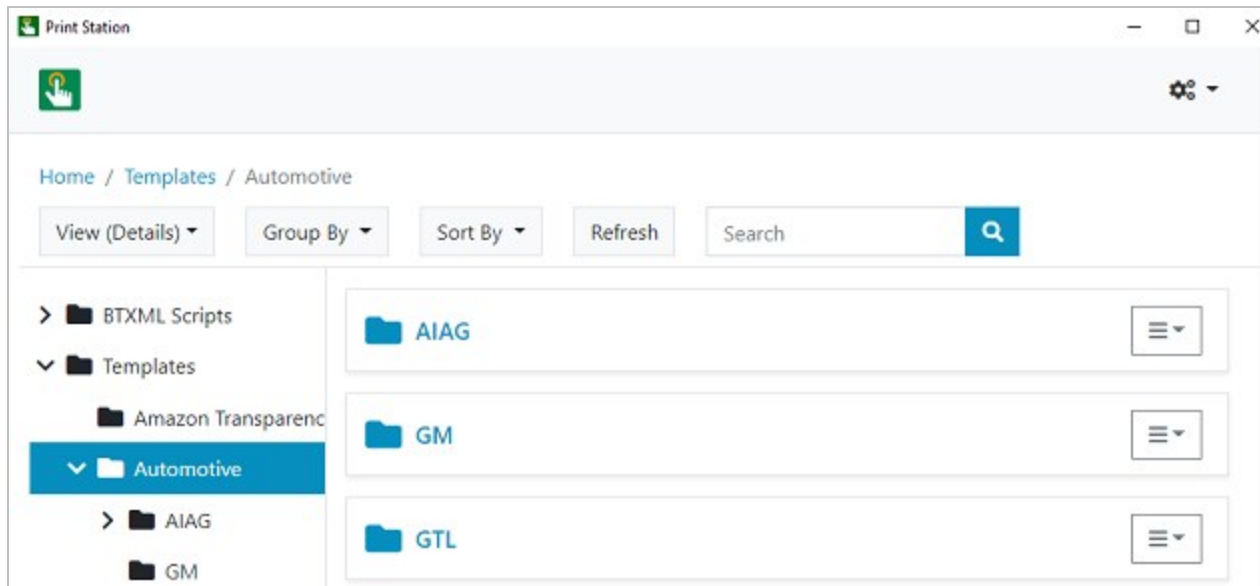 Print Station
Home / Templates / Automotive
View (Details)
Group By
Sort By
Refresh
Search
BTXML Scripts
Templates
Amazon Transparenc
Automotive
AIAG
GM
AIAG
GM
GTL